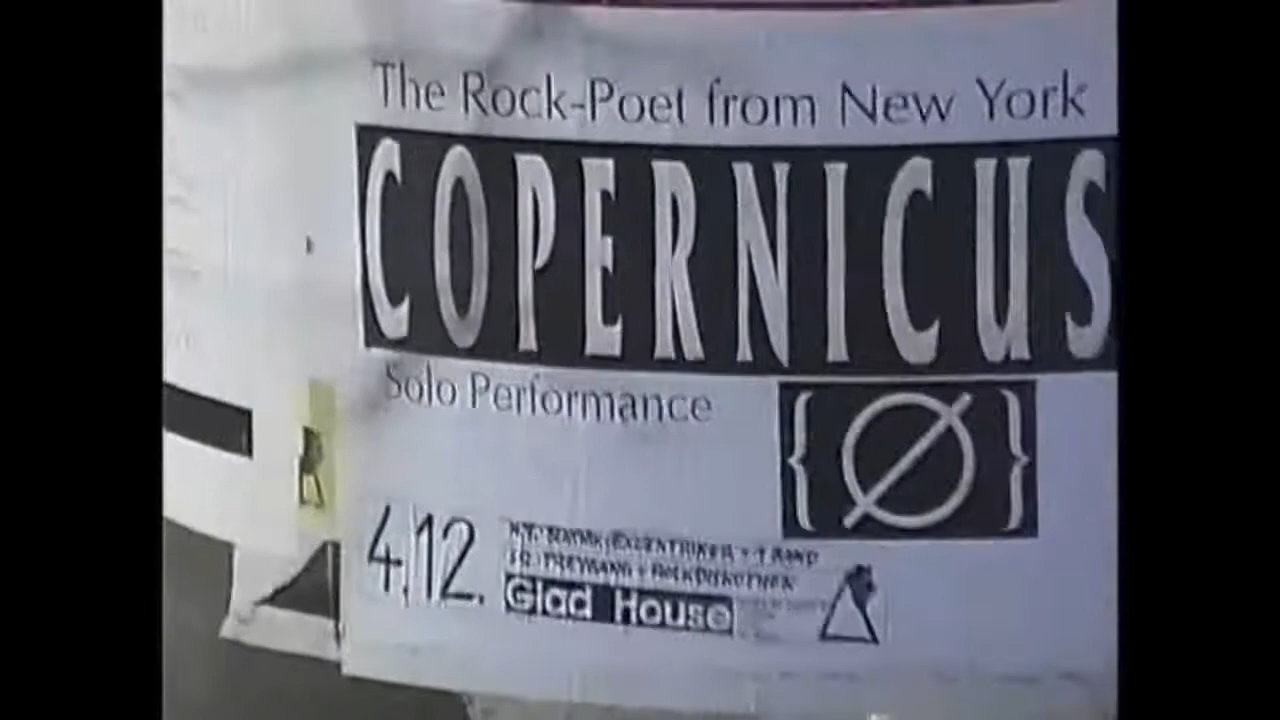 The Rock-Poet from New York
COPERNICUS
Solo Performance
{Ø}
4.12.
Glad House